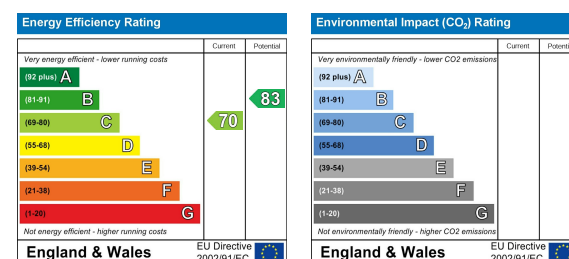 Energy Efficiency Rating
Current Potential
Very energy efficient - lower running costs
(92 plus) A
(81-91) B
83
(69-80) C
70
(55-68) D
(39-54) E
(21-38) F
(1-20) G
Not energy efficient - higher running costs
England & Wales
EU Directive
2002/91/EC
Environmental Impact (CO₂) Rating
Current Potenti
Very environmentally friendly - lower CO2 emissions
(92 plus) A
(81-91) B
(69-80) C
(55-68) D
(39-54) E
(21-38) F
(1-20) G
Not environmentally friendly - higher CO2 emissions
England & Wales
EU Directive
2002/91/EC